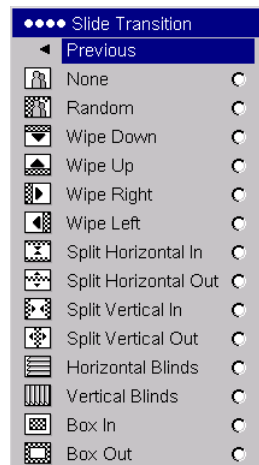 Slide Transition
Previous
None
Random
Wipe Down
Wipe Up
Wipe Right
Wipe Left
Split Horizontal In
Split Horizontal Out
Split Vertical In
Split Vertical Out
Horizontal Blinds
Vertical Blinds
Box In
Box Out